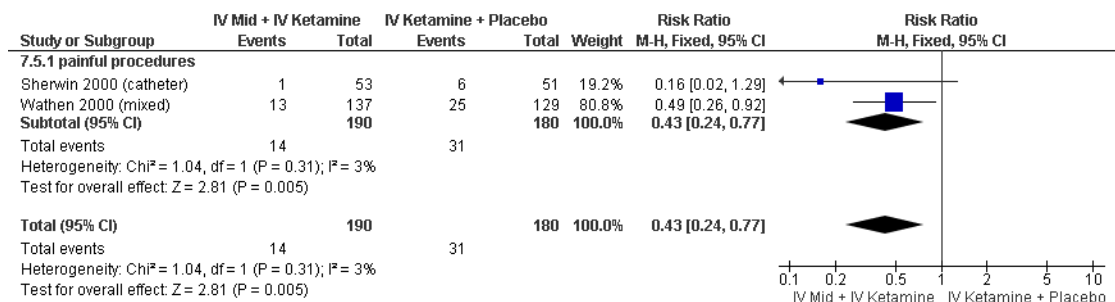 IV Mid + IV Ketamine IV Ketamine + Placebo Risk Ratio Risk Ratio
Study or Subgroup Events Total Events Total Weight M-H, Fixed, 95% CI M-H, Fixed, 95% CI
7.5.1 painful procedures
Sherwin 2000 (catheter) 1 53 6 51 19.2% 0.16 [0.02, 1.29]
Wathen 2000 (mixed) 13 137 25 129 80.8% 0.49 [0.26, 0.92]
Subtotal (95% CI) 190 180 100.0% 0.43 [0.24, 0.77]
Total events 14 31
Heterogeneity: Chi² = 1.04, df = 1 (P = 0.31); I² = 3%
Test for overall effect: Z = 2.81 (P = 0.005)
Total (95% CI) 190 180 100.0% 0.43 [0.24, 0.77]
Total events 14 31
Heterogeneity: Chi² = 1.04, df = 1 (P = 0.31); I² = 3%
Test for overall effect: Z = 2.81 (P = 0.005)
0.1 0.2 0.5 1 2 5 10
IV Mid + IV Ketamine IV Ketamine + Placebo